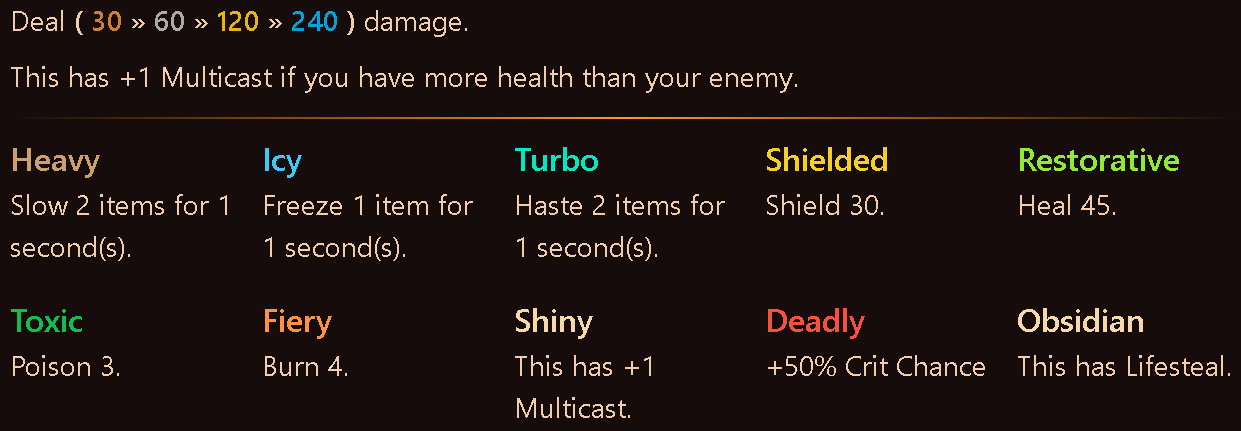 Deal ( 30 » 60 » 120 » 240 ) damage.
This has +1 Multicast if you have more health than your enemy.
Heavy
Slow 2 items for 1
second(s).
Icy
Freeze 1 item for
1 second(s).
Turbo
Haste 2 items for
1 second(s).
Shielded
Shield 30.
Restorative
Heal 45.
Toxic
Poison 3.
Fiery
Burn 4.
Shiny
This has +1
Multicast.
Deadly
+50% Crit Chance
Obsidian
This has Lifesteal.